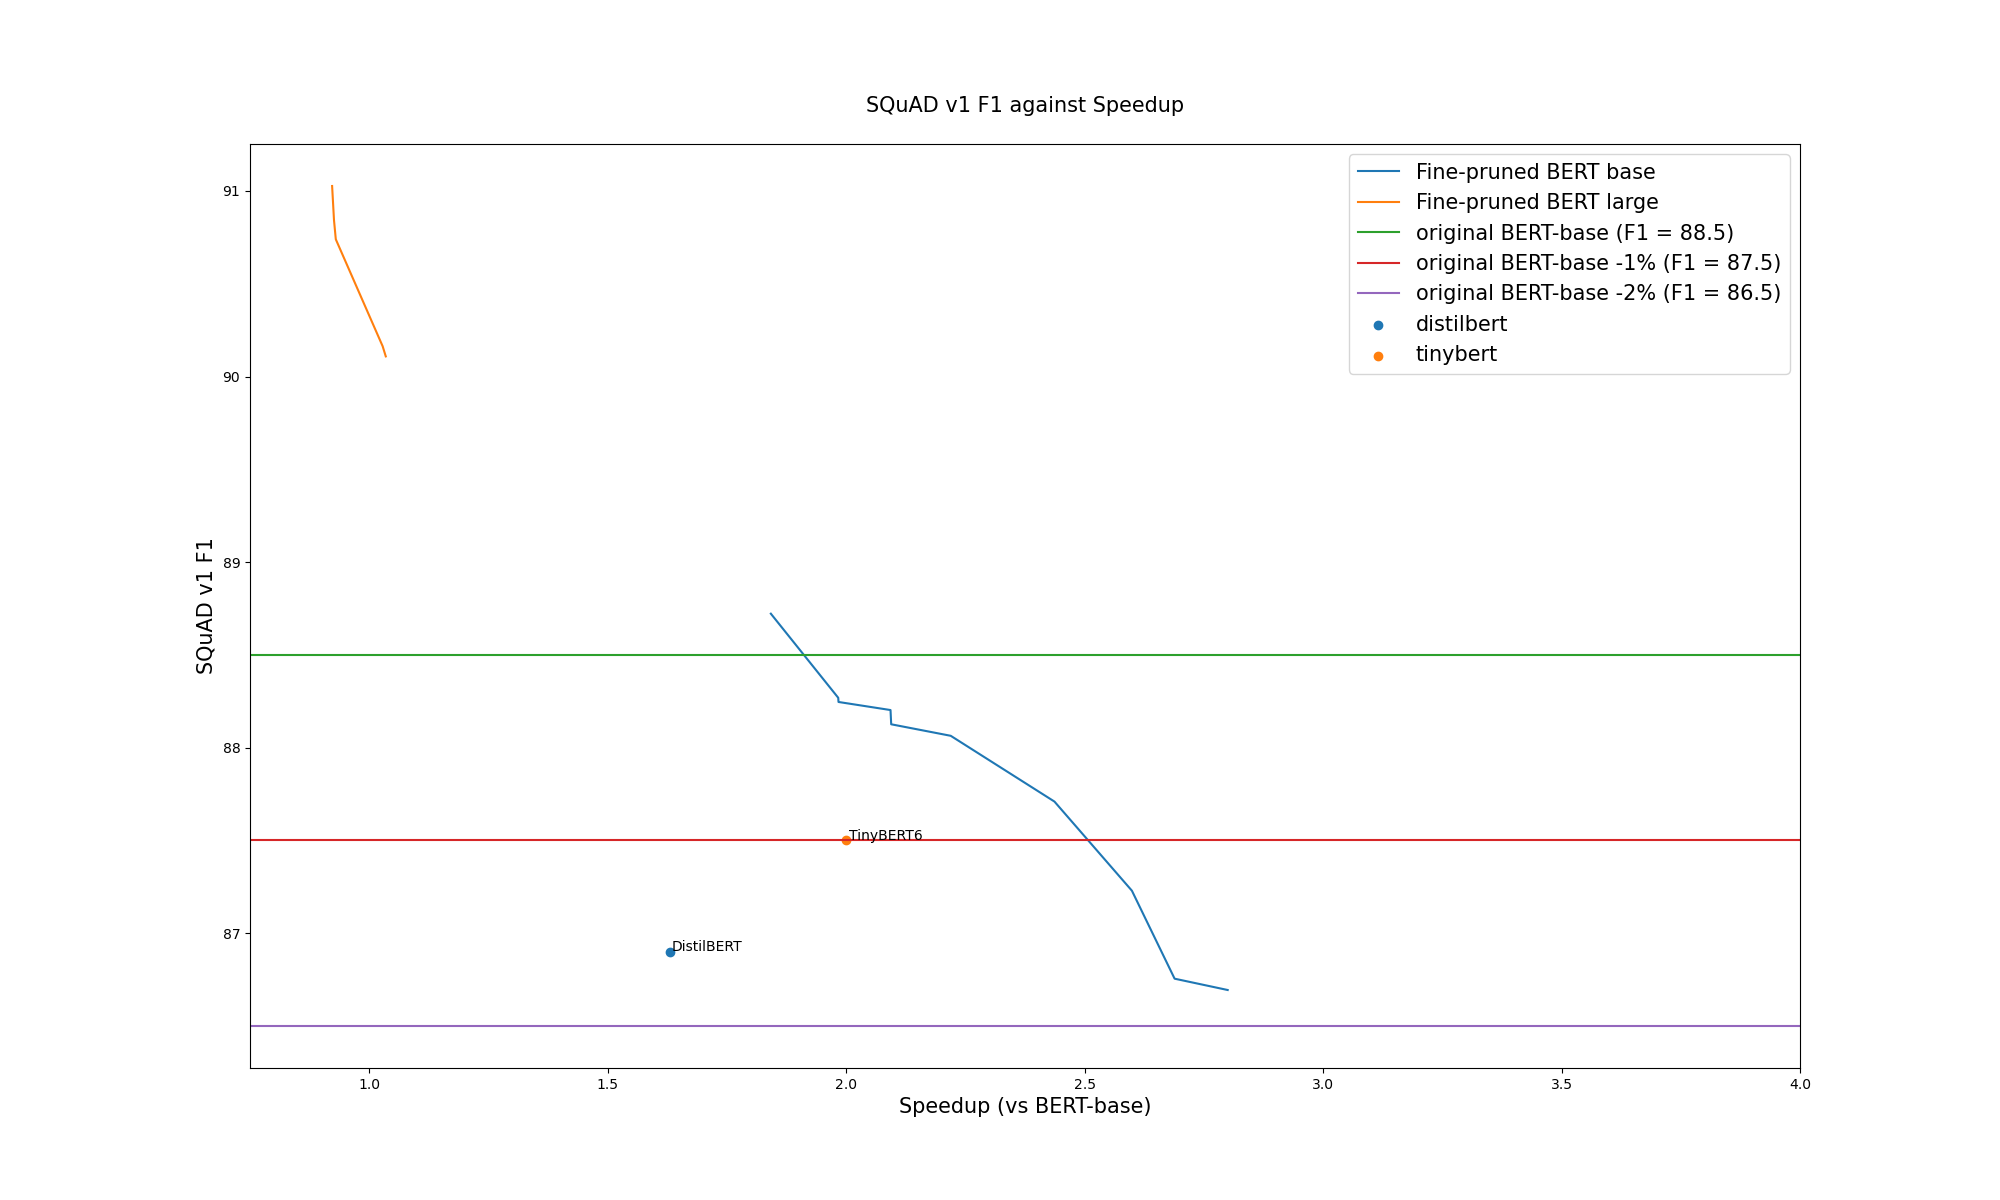 SQuAD v1 F1 against Speedup
Fine-pruned BERT base
Fine-pruned BERT large
original BERT-base (F1 = 88.5)
original BERT-base -1% (F1 = 87.5)
original BERT-base -2% (F1 = 86.5)
distilbert
tinybert
SQuAD v1 F1
91
90
89
88
87
TinyBERT6
DistilBERT
1.0 1.5 2.0 2.5 3.0 3.5 4.0
Speedup (vs BERT-base)